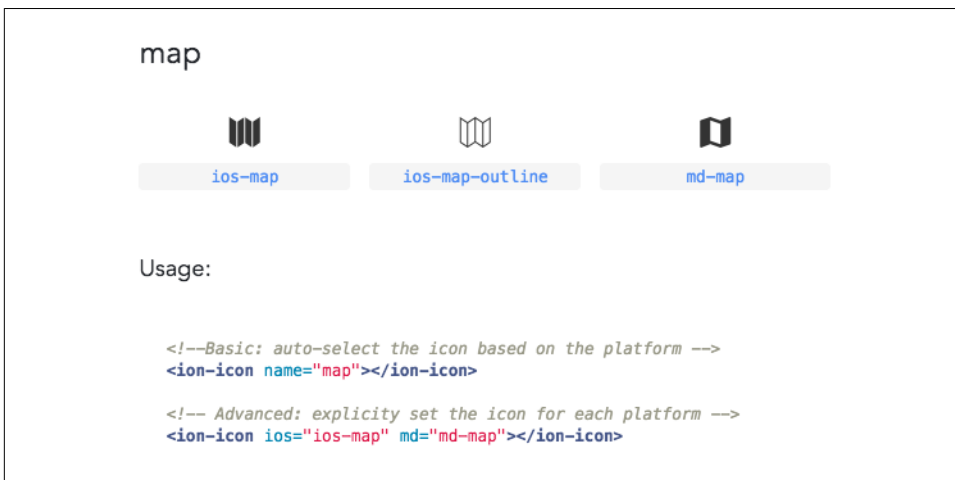 map
ios-map ios-map-outline md-map
Usage:
<!--Basic: auto-select the icon based on the platform -->
<ion-icon name="map"></ion-icon>
<!-- Advanced: explicity set the icon for each platform -->
<ion-icon ios="ios-map" md="md-map"></ion-icon>